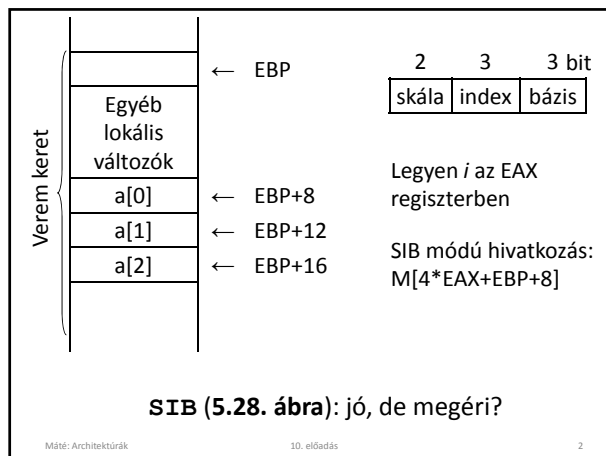 Verem keret
← EBP
Egyéb
lokális
változók
a[0]
← EBP+8
a[1]
← EBP+12
a[2]
← EBP+16
2 3 3 bit
skála index bázis
Legyen i az EAX
regiszterben
SIB módú hivatkozás:
M[4*EAX+EBP+8]
SIB (5.28. ábra): jó, de megéri?
Máté: Architektúrák 10. előadás 2